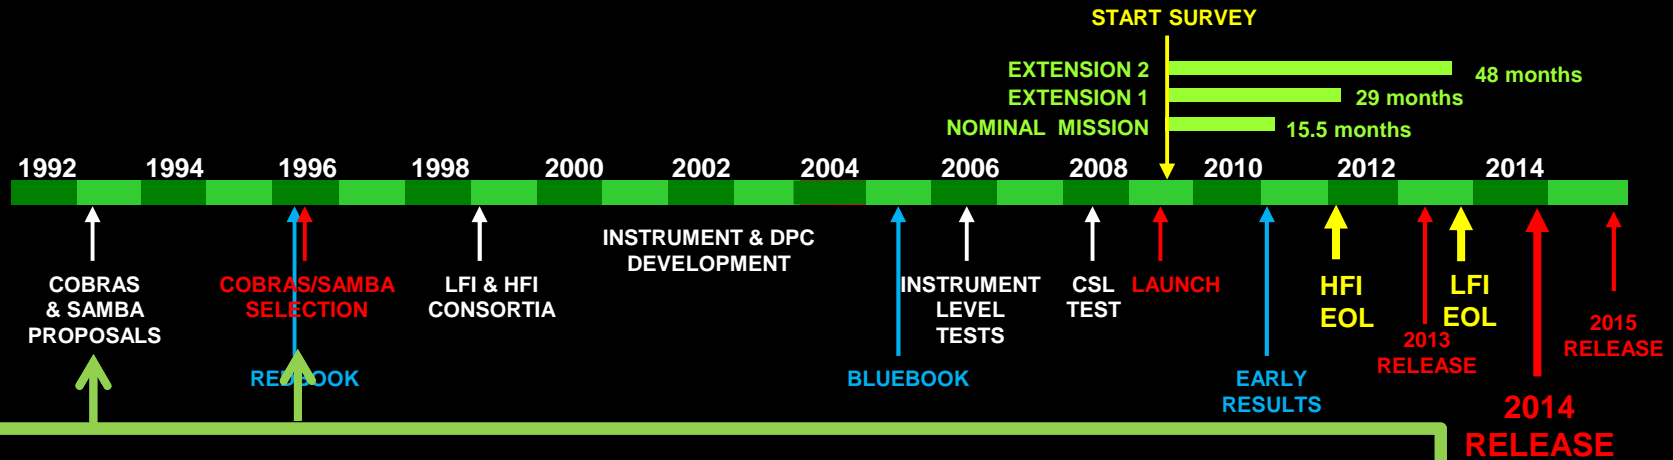 START SURVEY
EXTENSION 2
48 months
EXTENSION 1
29 months
NOMINAL MISSION
15.5 months
1992 1994 1996 1998 2000 2002 2004 2006 2008 2010 2012 2014
COBRAS
& SAMBA
PROPOSALS
COBRAS/SAMBA
SELECTION
REDBOOK
LFI & HFI
CONSORTIA
INSTRUMENT & DPC
DEVELOPMENT
BLUEBOOK
INSTRUMENT
LEVEL
TESTS
CSL
TEST
LAUNCH
EARLY
RESULTS
HFI
EOL
2013
RELEASE
LFI
EOL
2014
RELEASE
2015
RELEASE